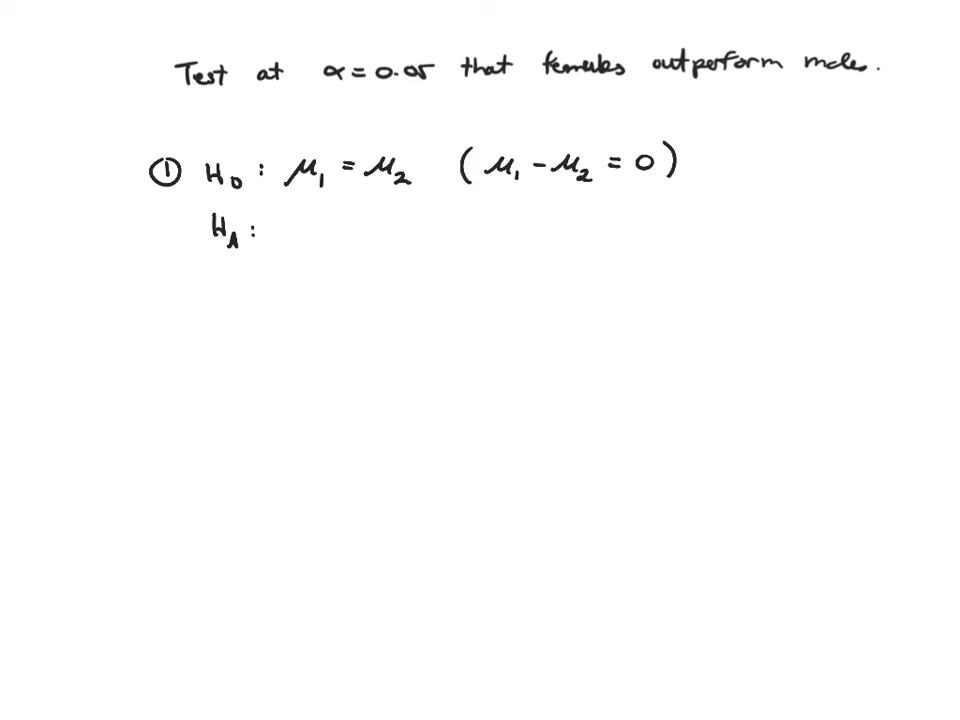 Test at α = 0.05 that females outperform males.
① H₀ : μ₁ = μ₂ (μ₁ - μ₂ = 0)
H_A :